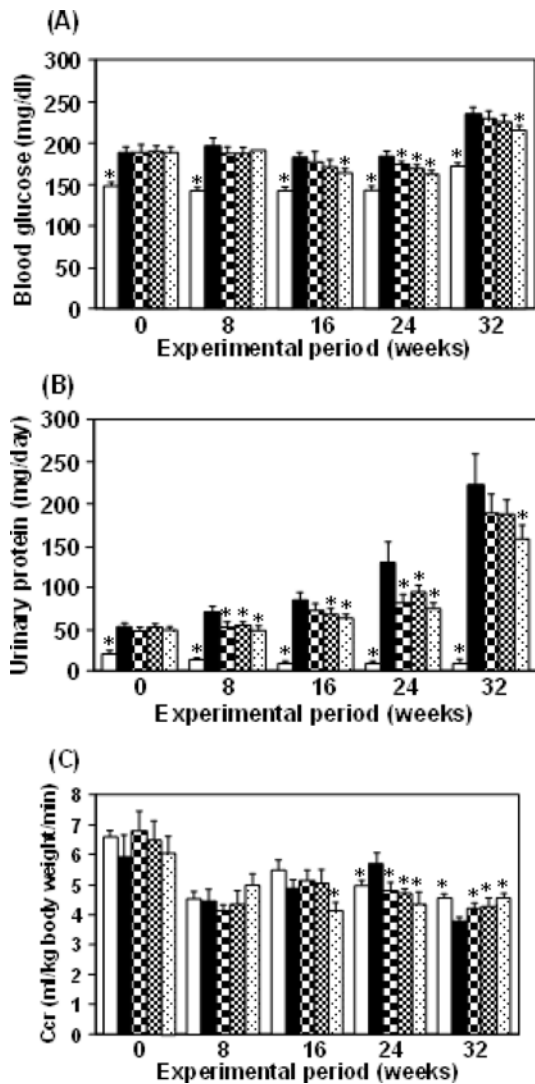 (A)
Blood glucose (mg/dl)
300
250
200
150
100
50
0
* * * * * * * * *
0 8 16 24 32
Experimental period (weeks)
(B)
Urinary protein (mg/day)
300
250
200
150
100
50
0
* * * * * * * * * * * * * *
0 8 16 24 32
Experimental period (weeks)
(C)
Ccr (ml/kg body weight/min)
8
7
6
5
4
3
2
1
0
* * * * * * * * *
0 8 16 24 32
Experimental period (weeks)